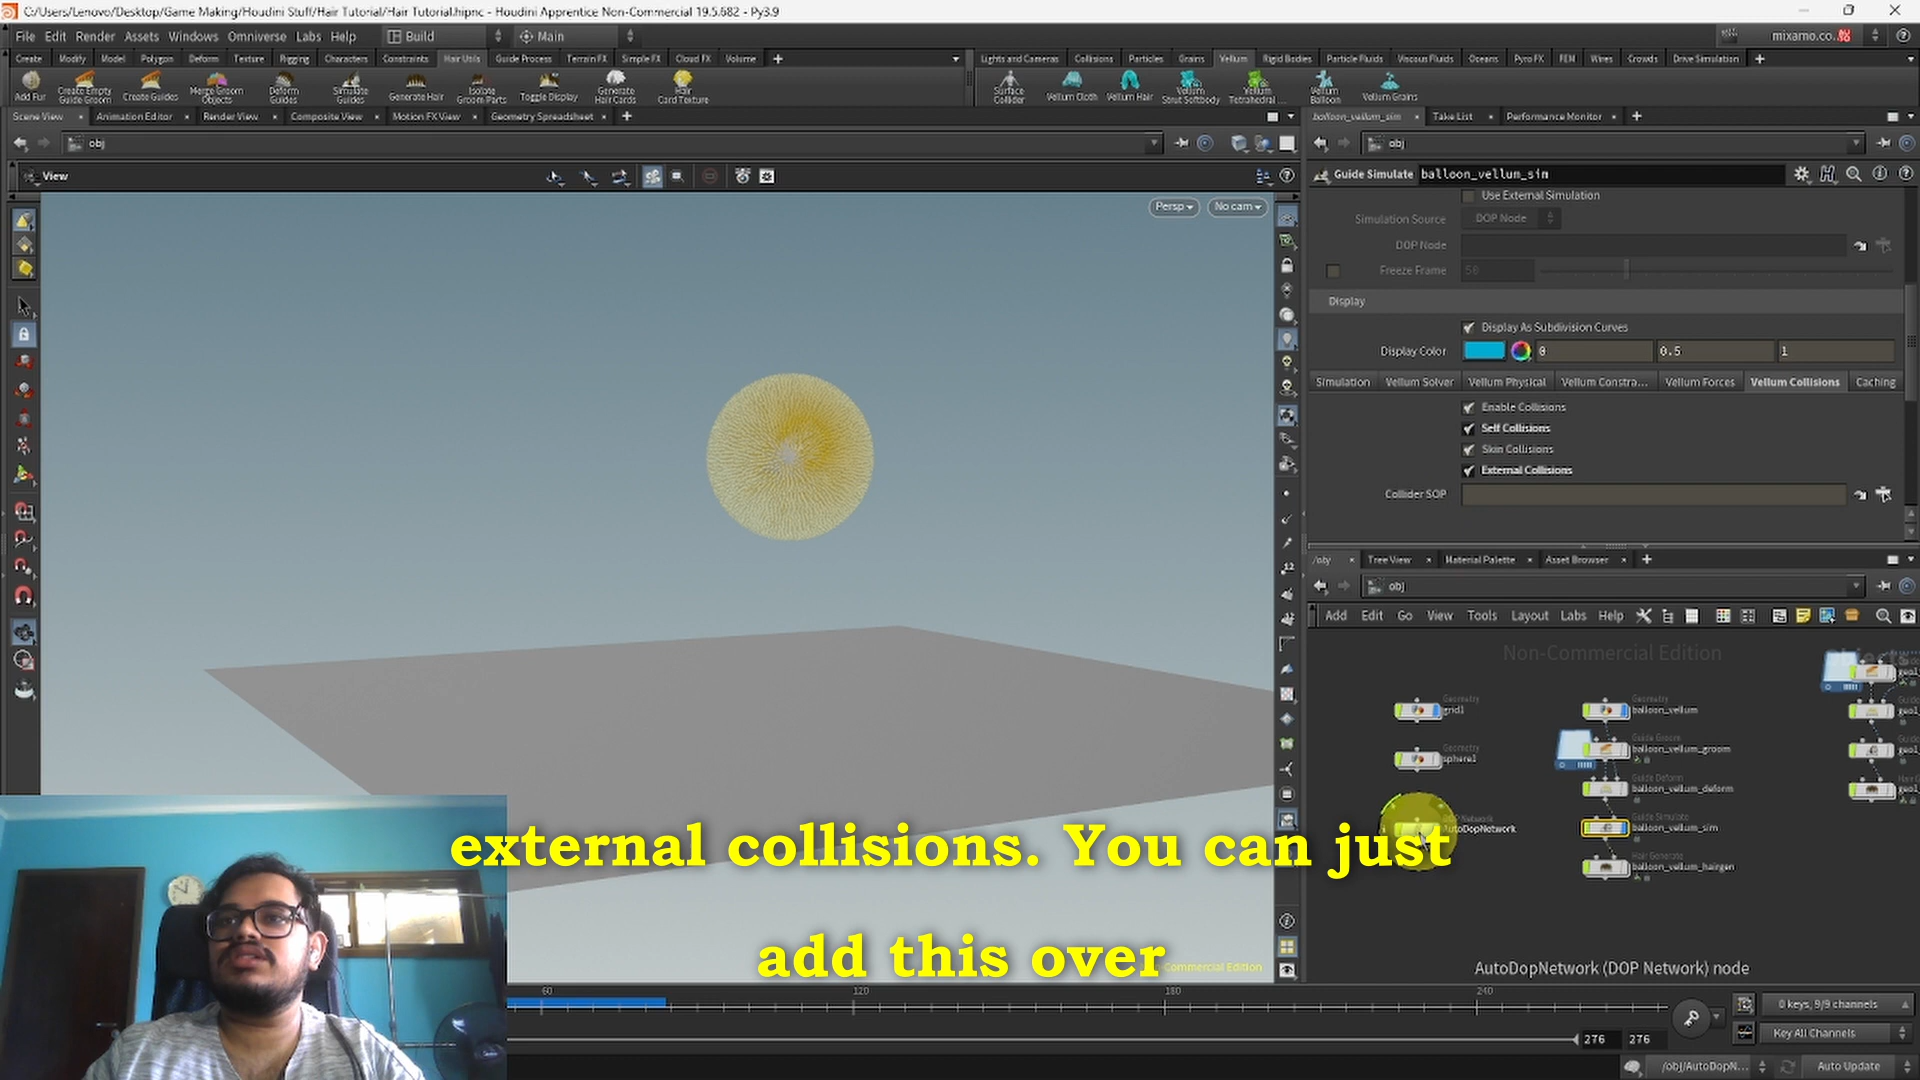 C:/Users/Lenovo/Desktop/Game Making/Houdini Stuff/Hair Tutorial/Hair Tutorial.hipnc - Houdini Apprentice Non-Commercial 19.5.682 - Py3.9
File Edit Render Assets Windows Omniverse Labs Help Build Main mixamo.co...
Create Modify Model Polygon Deform Texture Rigging Characters Constraints Hair Utils Guide Process Terrain FX Simple FX Cloud FX Volume
Lights and Cameras Collisions Particles Grains Vellum Rigid Bodies Particle Fluids Viscous Fluids Oceans Pyro FX FEM Wires Crowds Drive Simulation
Add Fur Create Empty Guide Groom Create Guides Merge Groom Objects Deform Guides Simulate Guides Generate Hair Isolate Groom Parts Toggle Display Generate Hair Cards Hair Card Texture
Surface Collider Vellum Cloth Vellum Hair Vellum Strut Softbody Vellum Tetrahedral ... Vellum Balloon Vellum Grains
Scene View Animation Editor Render View Composite View Motion FX View Geometry Spreadsheet
balloon_vellum_sim Take List Performance Monitor
obj
obj
View
Guide Simulate balloon_vellum_sim
Persp No cam
Use External Simulation
Simulation Source DOP Node
DOP Node
Freeze Frame 50
Display
Display As Subdivision Curves
Display Color 0 0.5 1
Simulation Vellum Solver Vellum Physical Vellum Constra... Vellum Forces Vellum Collisions Caching
Enable Collisions
Self Collisions
Skin Collisions
External Collisions
Collider SOP
/obj Tree View Material Palette Asset Browser
obj
Add Edit Go View Tools Layout Labs Help
Non-Commercial Edition
Geometry
grid1
Geometry
balloon_vellum
Guide Groom
balloon_vellum_groom
Geometry
sphere1
Guide Deform
balloon_vellum_deform
AutoDopNetwork
Guide Simulate
balloon_vellum_sim
Hair Generate
balloon_vellum_hairgen
external collisions. You can just
add this over
Commercial Edition
AutoDopNetwork (DOP Network) node
60 120 180 240
0 keys, 9/9 channels
276 276
Key All Channels
/obj/AutoDopN... Auto Update